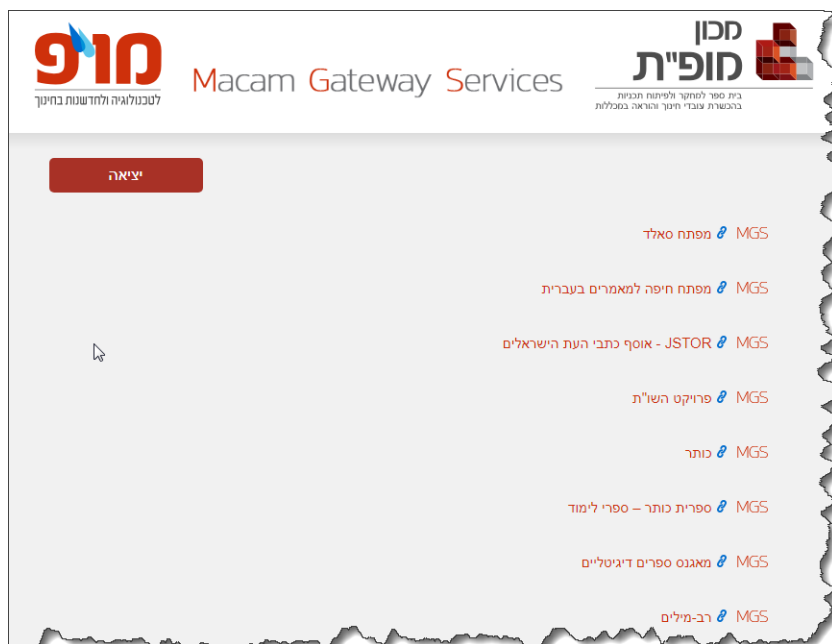 מכון
מופ"ית
בית ספר למחקר ולפיתוח תכניות
בהכשרת עובדי חינוך והוראה במכללות
Macam Gateway Services
מופ
לטכנולוגיה ולחדשנות בחינוך
יציאה
MGS מפתח סאלד
MGS מפתח חיפה למאמרים בעברית
MGS JSTOR - אוסף כתבי העת הישראלים
MGS פרויקט השו"ת
MGS כותר
MGS ספרית כותר – ספרי לימוד
MGS מאגנס ספרים דיגיטליים
MGS רב-מילים